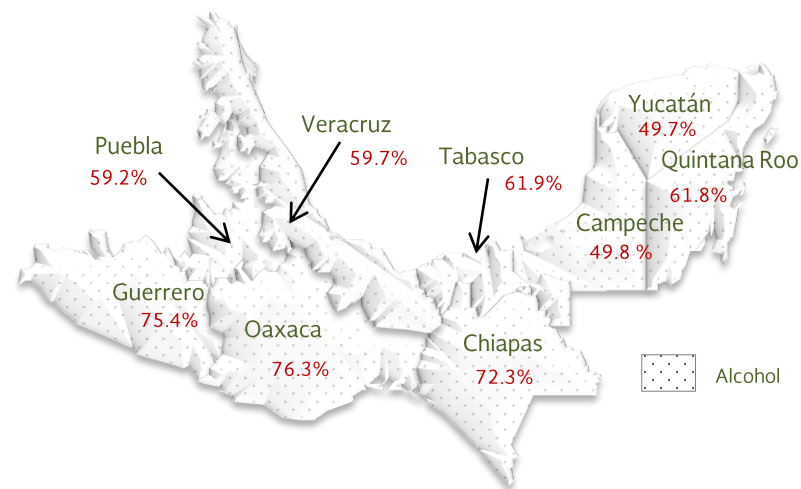 Yucatán
49.7%
Veracruz
59.7%
Puebla
59.2%
Tabasco
61.9%
Quintana Roo
61.8%
Campeche
49.8 %
Guerrero
75.4%
Oaxaca
76.3%
Chiapas
72.3%
Alcohol